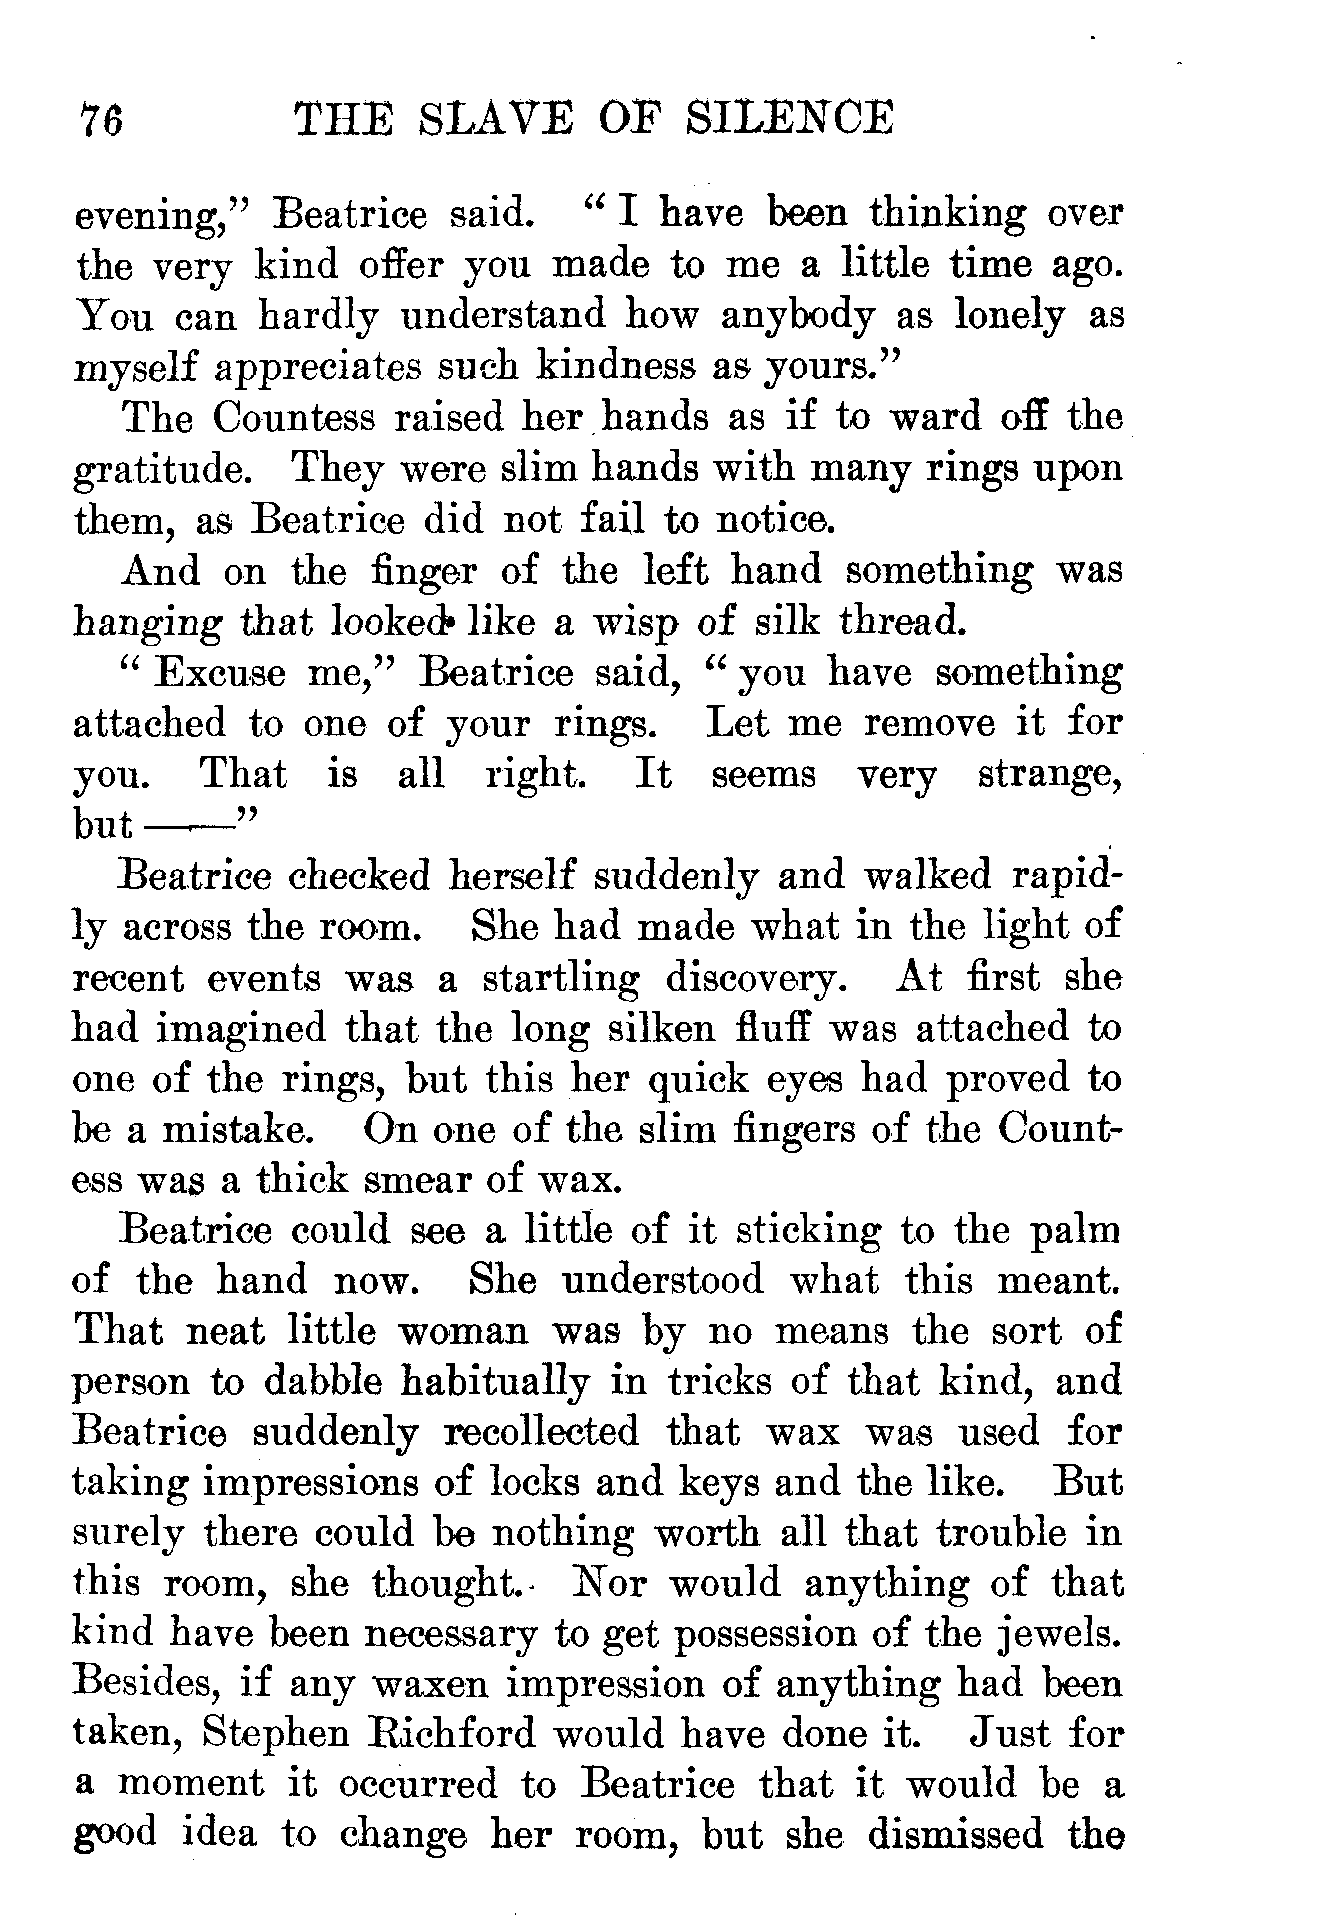 76 THE SLAVE OF SILENCE
evening,” Beatrice said. “ I have been thinking over
the very kind offer you made to me a little time ago.
You can hardly understand how anybody as lonely as
myself appreciates such kindness as yours.”
The Countess raised her hands as if to ward off the
gratitude. They were slim hands with many rings upon
them, as Beatrice did not fail to notice.
And on the finger of the left hand something was
hanging that looked like a wisp of silk thread.
“ Excuse me,” Beatrice said, “ you have something
attached to one of your rings. Let me remove it for
you. That is all right. It seems very strange,
but ——”
Beatrice checked herself suddenly and walked rapid-
ly across the room. She had made what in the light of
recent events was a startling discovery. At first she
had imagined that the long silken fluff was attached to
one of the rings, but this her quick eyes had proved to
be a mistake. On one of the slim fingers of the Count-
ess was a thick smear of wax.
Beatrice could see a little of it sticking to the palm
of the hand now. She understood what this meant.
That neat little woman was by no means the sort of
person to dabble habitually in tricks of that kind, and
Beatrice suddenly recollected that wax was used for
taking impressions of locks and keys and the like. But
surely there could be nothing worth all that trouble in
this room, she thought. Nor would anything of that
kind have been necessary to get possession of the jewels.
Besides, if any waxen impression of anything had been
taken, Stephen Richford would have done it. Just for
a moment it occurred to Beatrice that it would be a
good idea to change her room, but she dismissed the